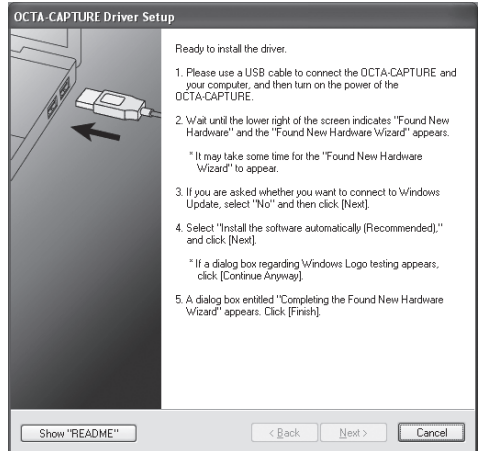 OCTA-CAPTURE Driver Setup
Ready to install the driver.
1. Please use a USB cable to connect the OCTA-CAPTURE and
your computer, and then turn on the power of the
OCTA-CAPTURE.
2. Wait until the lower right of the screen indicates "Found New
Hardware" and the "Found New Hardware Wizard" appears.
* It may take some time for the "Found New Hardware
Wizard" to appear.
3. If you are asked whether you want to connect to Windows
Update, select "No" and then click [Next].
4. Select "Install the software automatically (Recommended),"
and click [Next].
* If a dialog box regarding Windows Logo testing appears,
click [Continue Anyway].
5. A dialog box entitled "Completing the Found New Hardware
Wizard" appears. Click [Finish].
Show "README"
< Back
Next >
Cancel